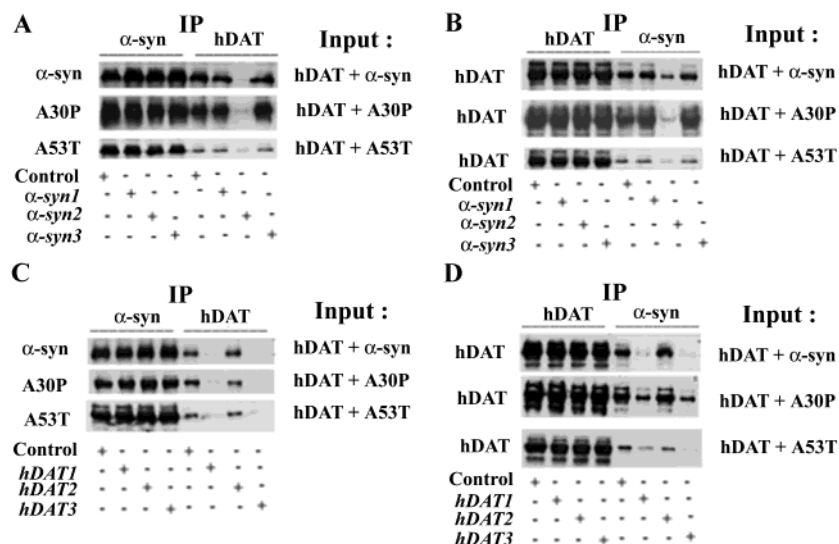 A
IP
α-syn hDAT Input :
α-syn hDAT + α-syn
A30P hDAT + A30P
A53T hDAT + A53T
Control + - - - + - - -
α-syn1 - + - - - + - -
α-syn2 - - + - - - + -
α-syn3 - - - + - - - +
B
IP
hDAT α-syn Input :
hDAT hDAT + α-syn
hDAT hDAT + A30P
hDAT hDAT + A53T
Control + - - - + - - -
α-syn1 - + - - - + - -
α-syn2 - - + - - - + -
α-syn3 - - - + - - - +
C
IP
α-syn hDAT Input :
α-syn hDAT + α-syn
A30P hDAT + A30P
A53T hDAT + A53T
Control + - - - + - - -
hDAT1 - + - - - + - -
hDAT2 - - + - - - + -
hDAT3 - - - + - - - +
D
IP
hDAT α-syn Input :
hDAT hDAT + α-syn
hDAT hDAT + A30P
hDAT hDAT + A53T
Control + - - - + - - -
hDAT1 - + - - - + - -
hDAT2 - - + - - - + -
hDAT3 - - - + - - - +